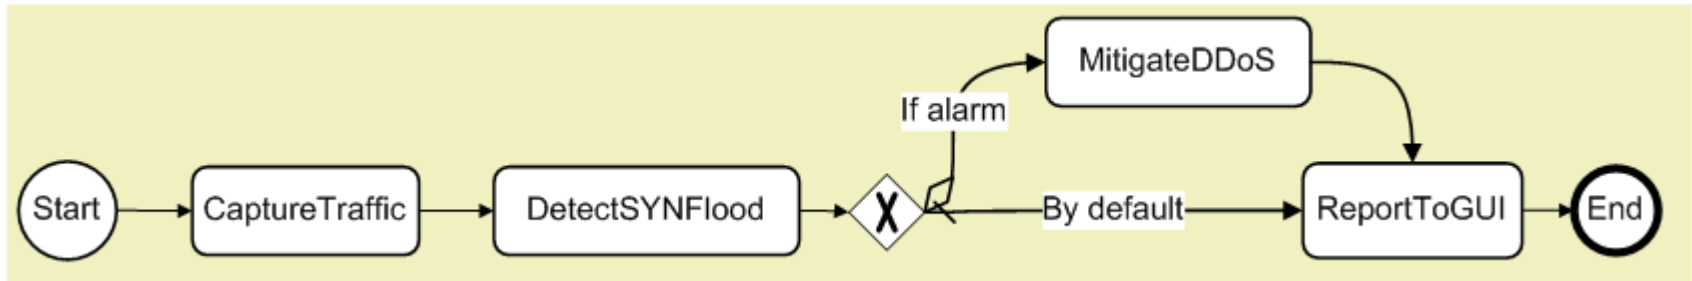 Start
CaptureTraffic
DetectSYNFlood
X
If alarm
MitigateDDoS
By default
ReportToGUI
End